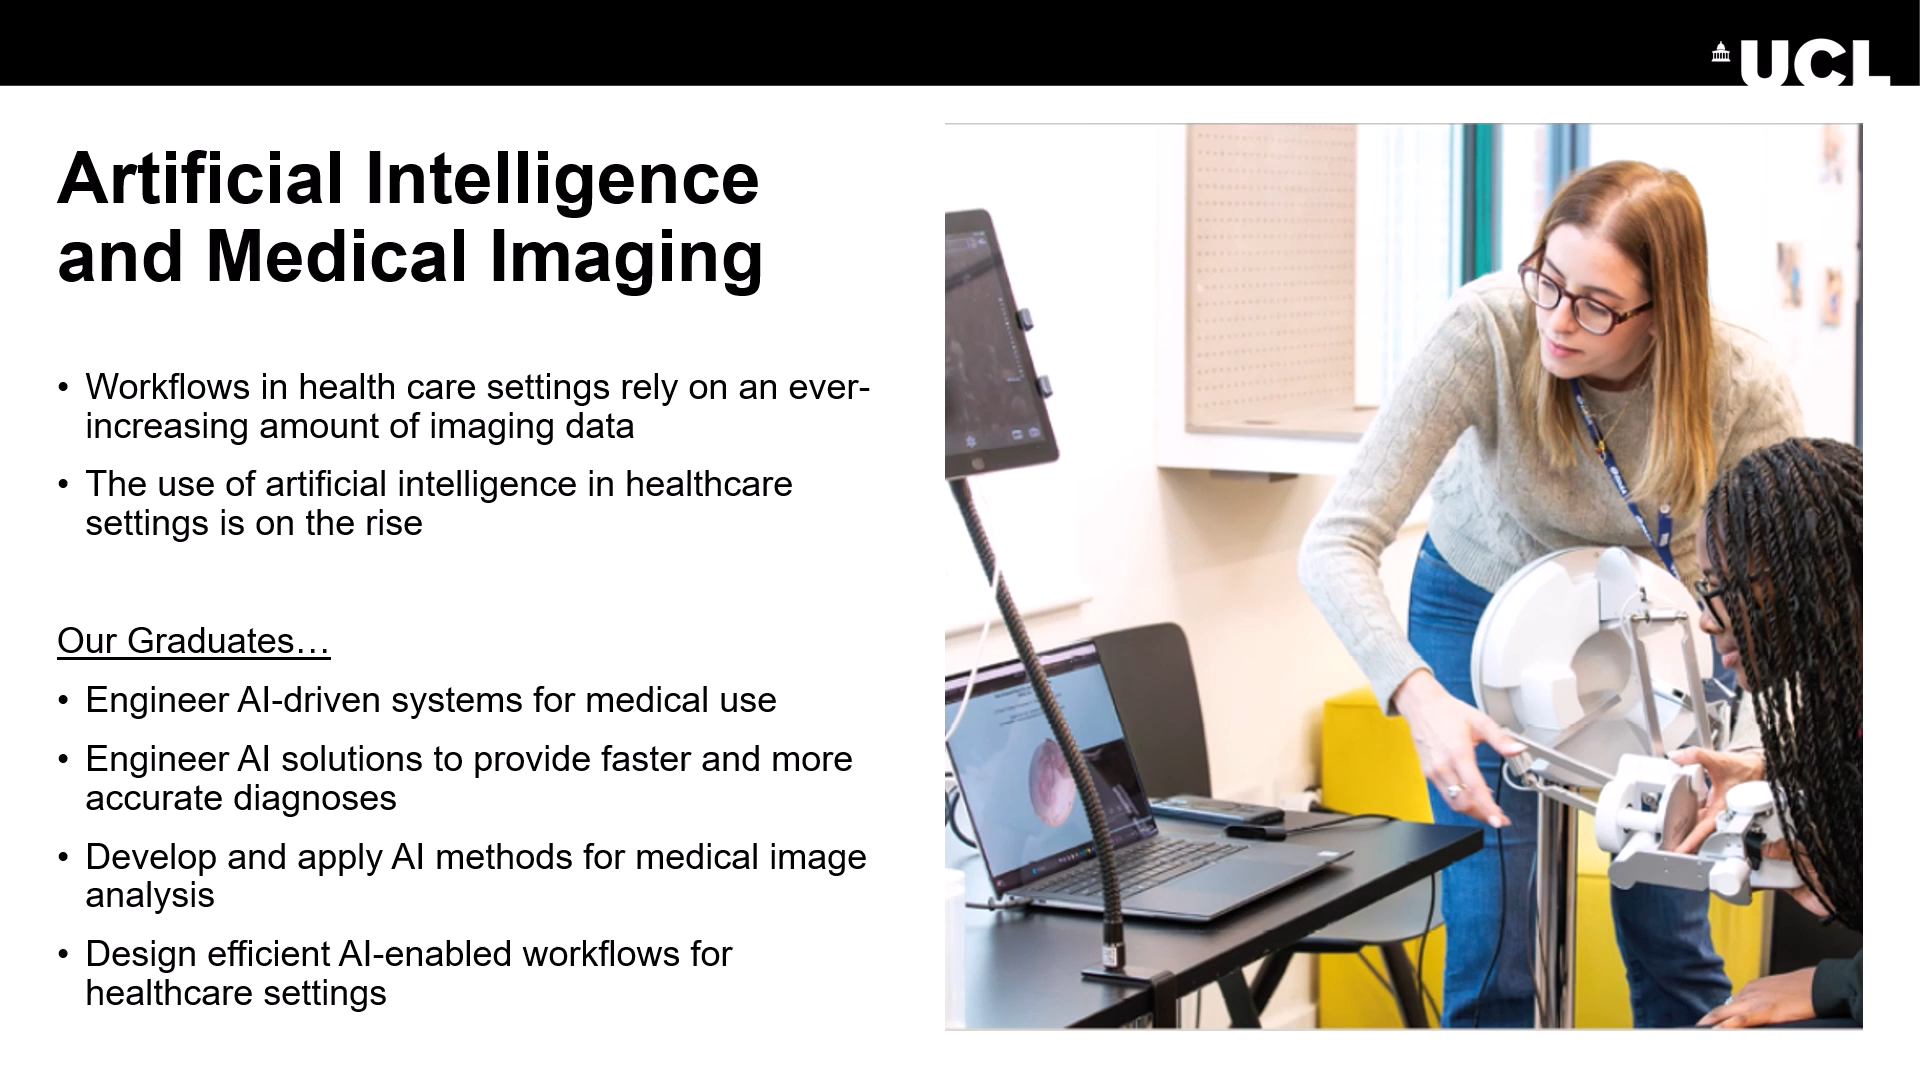 UCL
Artificial Intelligence
and Medical Imaging
• Workflows in health care settings rely on an ever-
increasing amount of imaging data
• The use of artificial intelligence in healthcare
settings is on the rise
Our Graduates…
• Engineer AI-driven systems for medical use
• Engineer AI solutions to provide faster and more
accurate diagnoses
• Develop and apply AI methods for medical image
analysis
• Design efficient AI-enabled workflows for
healthcare settings